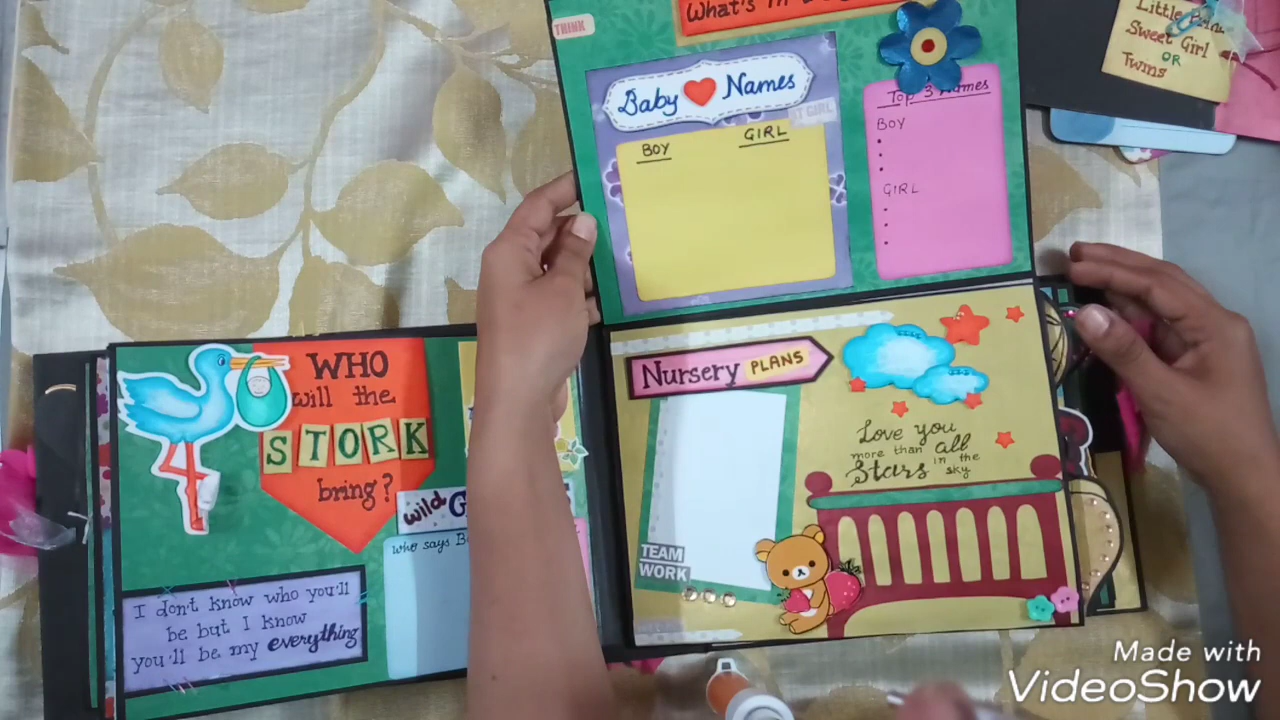 THINK
What's in
Baby Names
GIRL
BOY
GIRL
Top 3 Names
BOY
GIRL
Little
Sweet Girl
OR
Twins
WHO
will the
STORK
bring?
wild G
who says B
I don't know who you'll
be but I know
you'll be my everything
Nursery PLANS
Love you
more than all
Stars in the
sky
TEAM
WORK
Made with
VideoShow